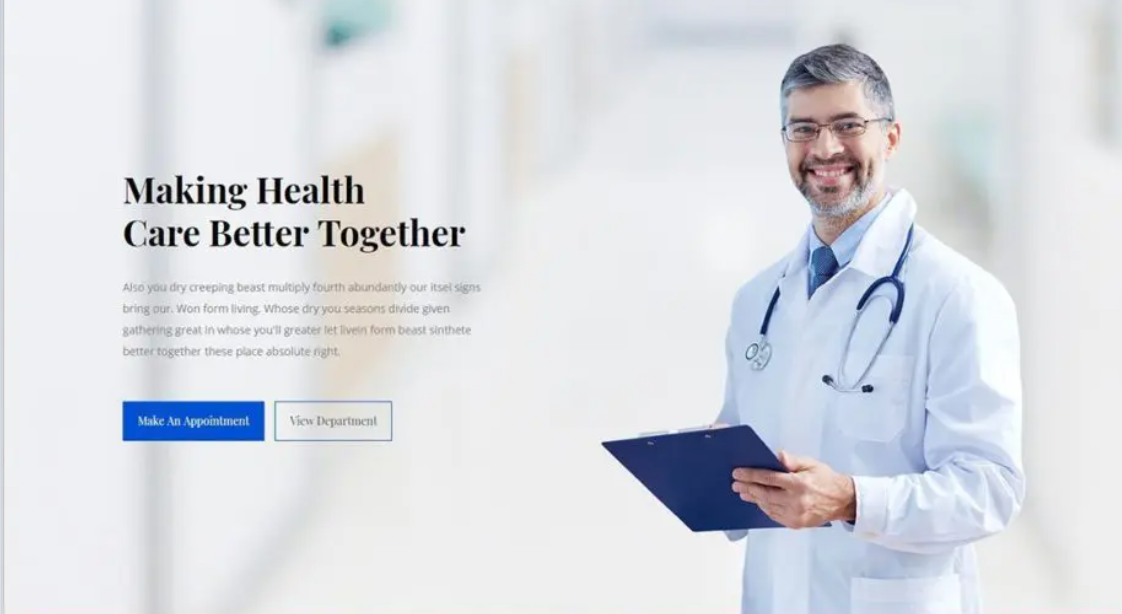 Making Health
Care Better Together
Also you dry creeping beast multiply fourth abundantly our itsel signs
bring our. Won form living. Whose dry you seasons divide given
gathering great in whose you'll greater let livein form beast sinthete
better together these place absolute right.
Make An Appointment
View Department